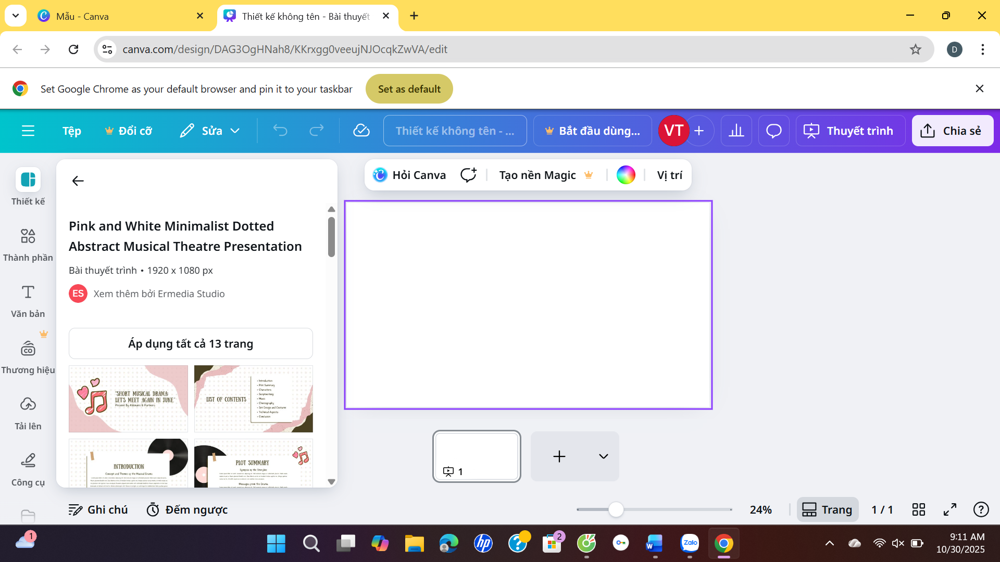 Mẫu - Canva
Thiết kế không tên - Bài thuyết
canva.com/design/DAG3OgHNah8/KKrxgg0veeujNJOcqkZwVA/edit
D
Set Google Chrome as your default browser and pin it to your taskbar
Set as default
Tệp
Đổi cỡ
Sửa
Thiết kế không tên - ...
Bắt đầu dùng...
VT
Thuyết trình
Chia sẻ
Thiết kế
Thành phần
Văn bản
Thương hiệu
Tải lên
Công cụ
Pink and White Minimalist Dotted
Abstract Musical Theatre Presentation
Bài thuyết trình • 1920 x 1080 px
ES
Xem thêm bởi Ermedia Studio
Áp dụng tất cả 13 trang
"SHORT MUSICAL DRAMA:
LET'S MEET AGAIN IN JUNE"
Present By Aldenaire & Partners
LIST OF CONTENTS
• Introduction
• Plot Summary
• Characters
• Scriptwriting
• Music
• Choreography
• Set Design and Costume
• Technical Aspects
• Conclusion
INTRODUCTION
Concept and Themes of the Musical Drama
PLOT SUMMARY
Synopsis of the Storyline
Messages from the Drama
Hỏi Canva
Tạo nền Magic
Vị trí
1
Ghi chú
Đếm ngược
24%
Trang
1 / 1
1
hp
2
W
Zalo
9:11 AM
10/30/2025